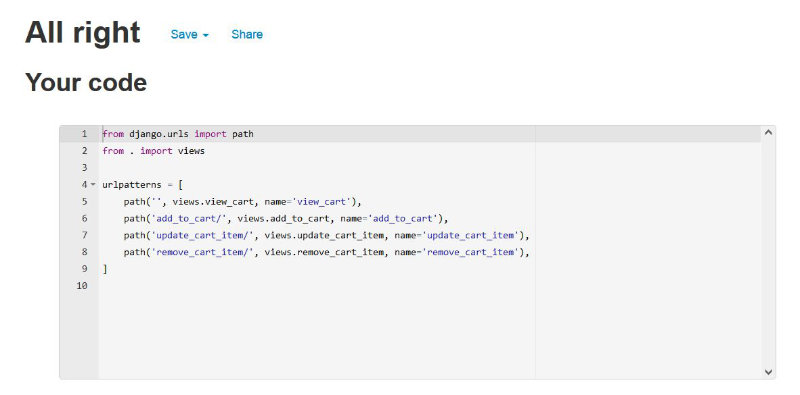 All right Save Share
Your code
1 from django.urls import path
2 from . import views
3
4 urlpatterns = [
5     path('', views.view_cart, name='view_cart'),
6     path('add_to_cart/', views.add_to_cart, name='add_to_cart'),
7     path('update_cart_item/', views.update_cart_item, name='update_cart_item'),
8     path('remove_cart_item/', views.remove_cart_item, name='remove_cart_item'),
9 ]
10